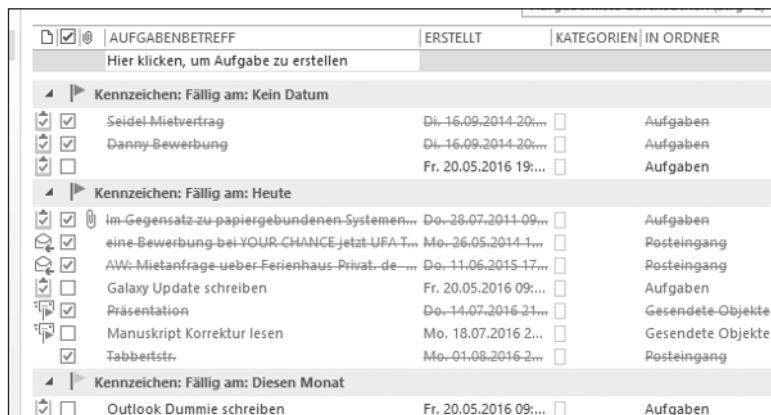 AUFGABENBETREFF ERSTELLT KATEGORIEN IN ORDNER
Hier klicken, um Aufgabe zu erstellen
Kennzeichen: Fällig am: Kein Datum
Seidel Mietvertrag Di. 16.09.2014 20:... Aufgaben
Danny Bewerbung Di. 16.09.2014 20:... Aufgaben
Fr. 20.05.2016 19:... Aufgaben
Kennzeichen: Fällig am: Heute
Im Gegensatz zu papiergebundenen Systemen... Do. 28.07.2011 09... Aufgaben
eine Bewerbung bei YOUR CHANCE jetzt UFA T... Mo. 26.05.2014 1... Posteingang
AW: Mietanfrage ueber Ferienhaus-Privat. de ... Do. 11.06.2015 17... Posteingang
Galaxy Update schreiben Fr. 20.05.2016 09:... Aufgaben
Präsentation Do. 14.07.2016 21... Gesendete Objekte
Manuskript Korrektur lesen Mo. 18.07.2016 2... Gesendete Objekte
Tabbertstr. Mo. 01.08.2016 2... Posteingang
Kennzeichen: Fällig am: Diesen Monat
Outlook Dummie schreiben Fr. 20.05.2016 09:... Aufgaben